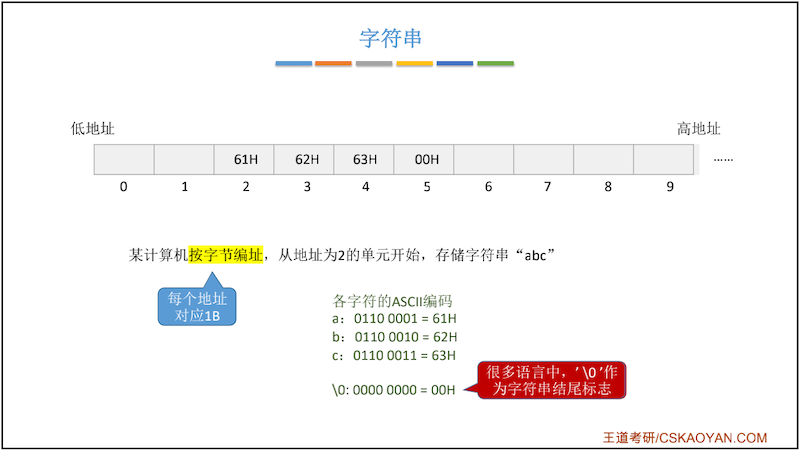 字符串
低地址
高地址
61H 62H 63H 00H ……
0 1 2 3 4 5 6 7 8 9
某计算机按字节编址，从地址为2的单元开始，存储字符串“abc”
每个地址
对应1B
各字符的ASCII编码
a：0110 0001 = 61H
b：0110 0010 = 62H
c：0110 0011 = 63H
\0: 0000 0000 = 00H
很多语言中，’\0’作
为字符串结尾标志
王道考研/CSKAOYAN.COM